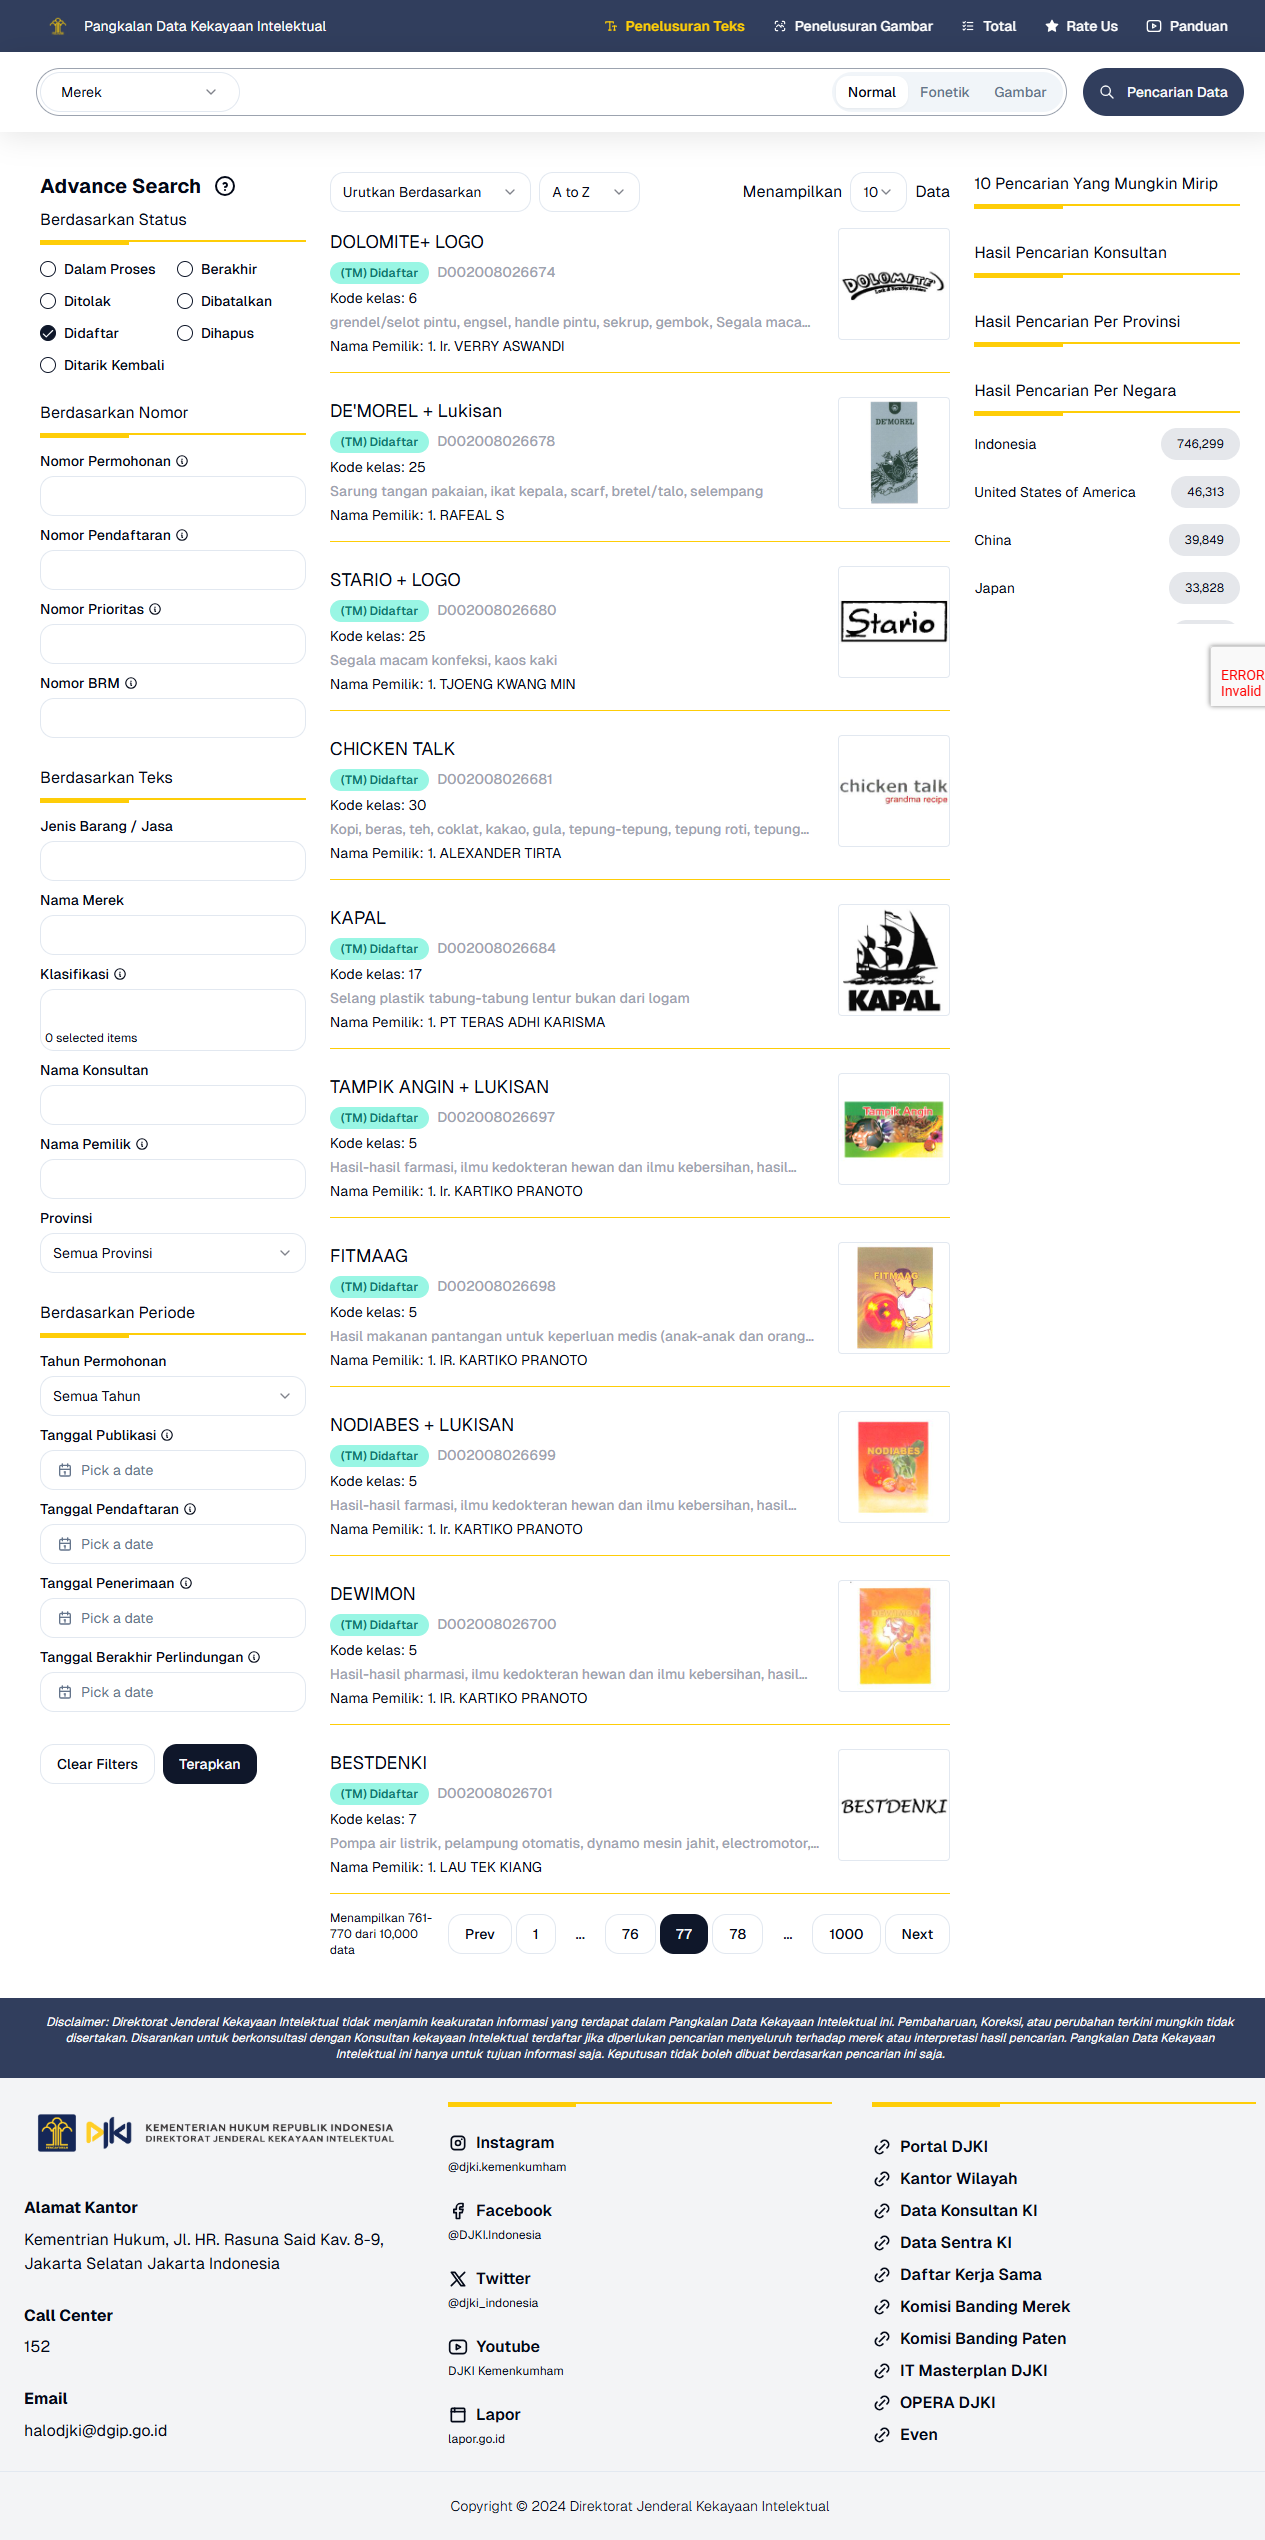 Pangkalan Data Kekayaan Intelektual
Penelusuran Teks
Penelusuran Gambar
Total
Rate Us
Panduan
Merek
Normal
Fonetik
Gambar
Pencarian Data
Advance Search
Berdasarkan Status
Dalam Proses
Berakhir
Ditolak
Dibatalkan
Didaftar
Dihapus
Ditarik Kembali
Berdasarkan Nomor
Nomor Permohonan
Nomor Pendaftaran
Nomor Prioritas
Nomor BRM
Berdasarkan Teks
Jenis Barang / Jasa
Nama Merek
Klasifikasi
0 selected items
Nama Konsultan
Nama Pemilik
Provinsi
Semua Provinsi
Berdasarkan Periode
Tahun Permohonan
Semua Tahun
Tanggal Publikasi
Pick a date
Tanggal Pendaftaran
Pick a date
Tanggal Penerimaan
Pick a date
Tanggal Berakhir Perlindungan
Pick a date
Clear Filters
Terapkan
Urutkan Berdasarkan
A to Z
Menampilkan
10
Data
DOLOMITE+ LOGO
(TM) Didaftar
D002008026674
Kode kelas: 6
grendel/selot pintu, engsel, handle pintu, sekrup, gembok, Segala maca...
Nama Pemilik: 1. Ir. VERRY ASWANDI
DOLOMITE
DE'MOREL + Lukisan
(TM) Didaftar
D002008026678
Kode kelas: 25
Sarung tangan pakaian, ikat kepala, scarf, bretel/talo, selempang
Nama Pemilik: 1. RAFEAL S
DE'MOREL
STARIO + LOGO
(TM) Didaftar
D002008026680
Kode kelas: 25
Segala macam konfeksi, kaos kaki
Nama Pemilik: 1. TJOENG KWANG MIN
Stario
CHICKEN TALK
(TM) Didaftar
D002008026681
Kode kelas: 30
Kopi, beras, teh, coklat, kakao, gula, tepung-tepung, tepung roti, tepung...
Nama Pemilik: 1. ALEXANDER TIRTA
chicken talk
grandma recipe
KAPAL
(TM) Didaftar
D002008026684
Kode kelas: 17
Selang plastik tabung-tabung lentur bukan dari logam
Nama Pemilik: 1. PT TERAS ADHI KARISMA
KAPAL
TAMPIK ANGIN + LUKISAN
(TM) Didaftar
D002008026697
Kode kelas: 5
Hasil-hasil farmasi, ilmu kedokteran hewan dan ilmu kebersihan, hasil...
Nama Pemilik: 1. Ir. KARTIKO PRANOTO
Tampik Angin
FITMAAG
(TM) Didaftar
D002008026698
Kode kelas: 5
Hasil makanan pantangan untuk keperluan medis (anak-anak dan orang...
Nama Pemilik: 1. IR. KARTIKO PRANOTO
FITMAAG
NODIABES + LUKISAN
(TM) Didaftar
D002008026699
Kode kelas: 5
Hasil-hasil farmasi, ilmu kedokteran hewan dan ilmu kebersihan, hasil...
Nama Pemilik: 1. Ir. KARTIKO PRANOTO
NODIABES
DEWIMON
(TM) Didaftar
D002008026700
Kode kelas: 5
Hasil-hasil pharmasi, ilmu kedokteran hewan dan ilmu kebersihan, hasil...
Nama Pemilik: 1. IR. KARTIKO PRANOTO
DEWIMON
BESTDENKI
(TM) Didaftar
D002008026701
Kode kelas: 7
Pompa air listrik, pelampung otomatis, dynamo mesin jahit, electromotor,...
Nama Pemilik: 1. LAU TEK KIANG
BESTDENKI
Menampilkan 761-
770 dari 10,000
data
Prev
1
...
76
77
78
...
1000
Next
10 Pencarian Yang Mungkin Mirip
Hasil Pencarian Konsultan
Hasil Pencarian Per Provinsi
Hasil Pencarian Per Negara
Indonesia
746,299
United States of America
46,313
China
39,849
Japan
33,828
ERROR
Invalid
Disclaimer: Direktorat Jenderal Kekayaan Intelektual tidak menjamin keakuratan informasi yang terdapat dalam Pangkalan Data Kekayaan Intelektual ini. Pembaharuan, Koreksi, atau perubahan terkini mungkin tidak
disertakan. Disarankan untuk berkonsultasi dengan Konsultan kekayaan Intelektual terdaftar jika diperlukan pencarian menyeluruh terhadap merek atau interpretasi hasil pencarian. Pangkalan Data Kekayaan
Intelektual ini hanya untuk tujuan informasi saja. Keputusan tidak boleh dibuat berdasarkan pencarian ini saja.
DJKI
KEMENTERIAN HUKUM REPUBLIK INDONESIA
DIREKTORAT JENDERAL KEKAYAAN INTELEKTUAL
Alamat Kantor
Kementrian Hukum, Jl. HR. Rasuna Said Kav. 8-9,
Jakarta Selatan Jakarta Indonesia
Call Center
152
Email
halodjki@dgip.go.id
Instagram
@djki.kemenkumham
Facebook
@DJKI.Indonesia
Twitter
@djki_indonesia
Youtube
DJKI Kemenkumham
Lapor
lapor.go.id
Portal DJKI
Kantor Wilayah
Data Konsultan KI
Data Sentra KI
Daftar Kerja Sama
Komisi Banding Merek
Komisi Banding Paten
IT Masterplan DJKI
OPERA DJKI
Even
Copyright © 2024 Direktorat Jenderal Kekayaan Intelektual